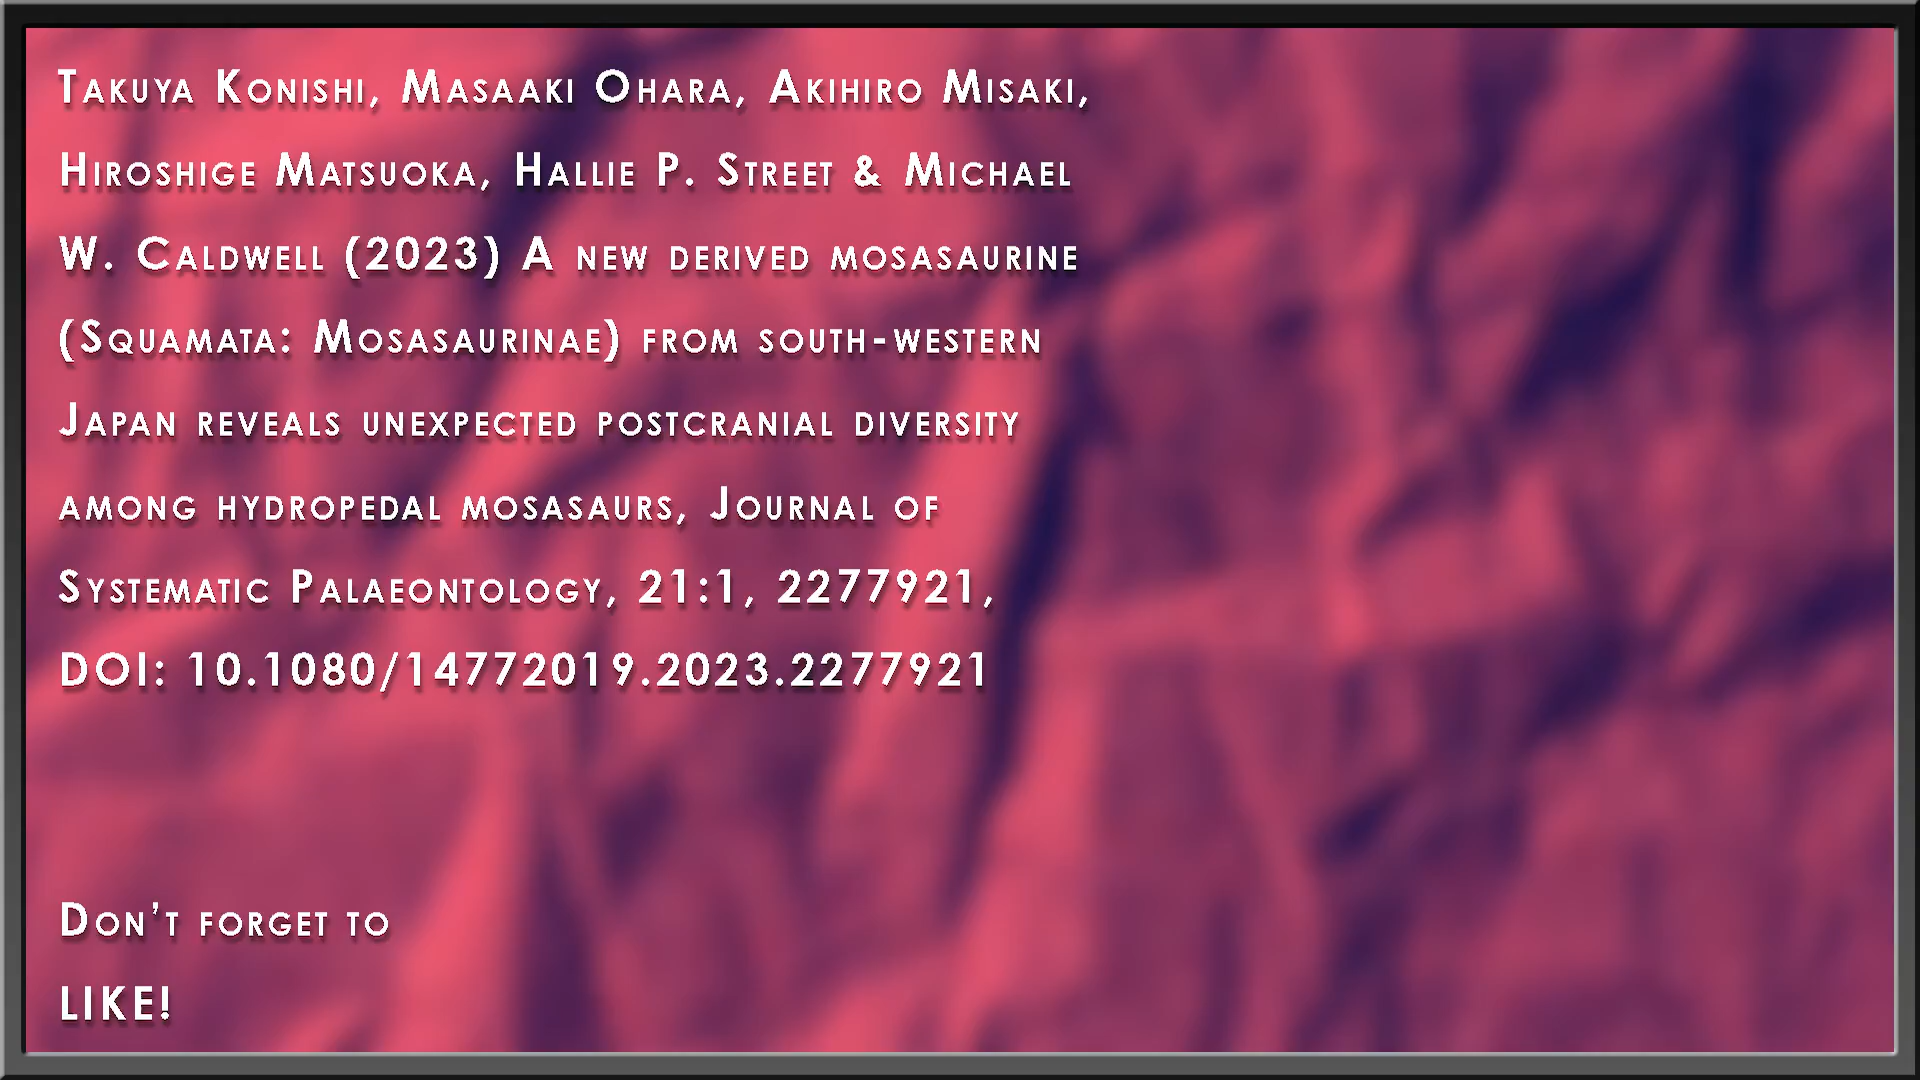 Takuya Konishi, Masaaki Ohara, Akihiro Misaki,
Hiroshige Matsuoka, Hallie P. Street & Michael
W. Caldwell (2023) A new derived mosasaurine
(Squamata: Mosasaurinae) from south-western
Japan reveals unexpected postcranial diversity
among hydropedal mosasaurs, Journal of
Systematic Palaeontology, 21:1, 2277921,
DOI: 10.1080/14772019.2023.2277921
Don't forget to
LIKE!